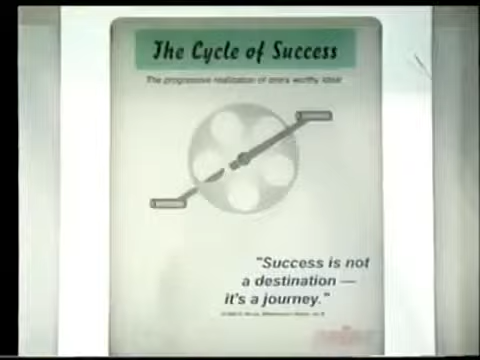 The Cycle of Success
The progressive realization of one's worthy ideal
"Success is not
a destination —
it's a journey."